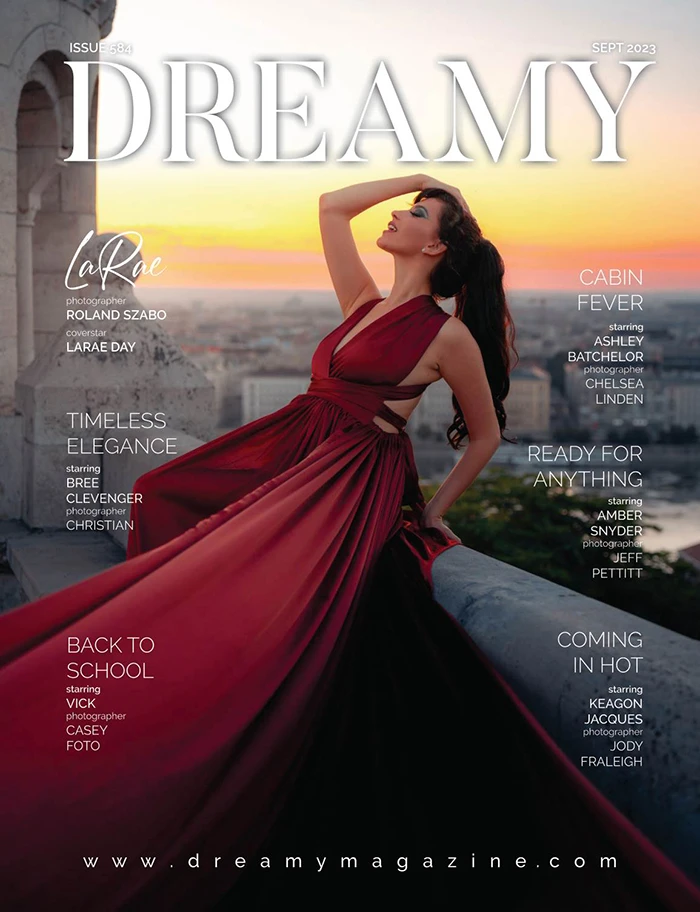 ISSUE 584
SEPT 2023
DREAMY
LaRae
photographer
ROLAND SZABO
coverstar
LARAE DAY
TIMELESS
ELEGANCE
starring
BREE
CLEVENGER
photographer
CHRISTIAN
BACK TO
SCHOOL
starring
VICK
photographer
CASEY
FOTO
CABIN
FEVER
starring
ASHLEY
BATCHELOR
photographer
CHELSEA
LINDEN
READY FOR
ANYTHING
starring
AMBER
SNYDER
photographer
JEFF
PETTITT
COMING
IN HOT
starring
KEAGON
JACQUES
photographer
JODY
FRALEIGH
www.dreamymagazine.com